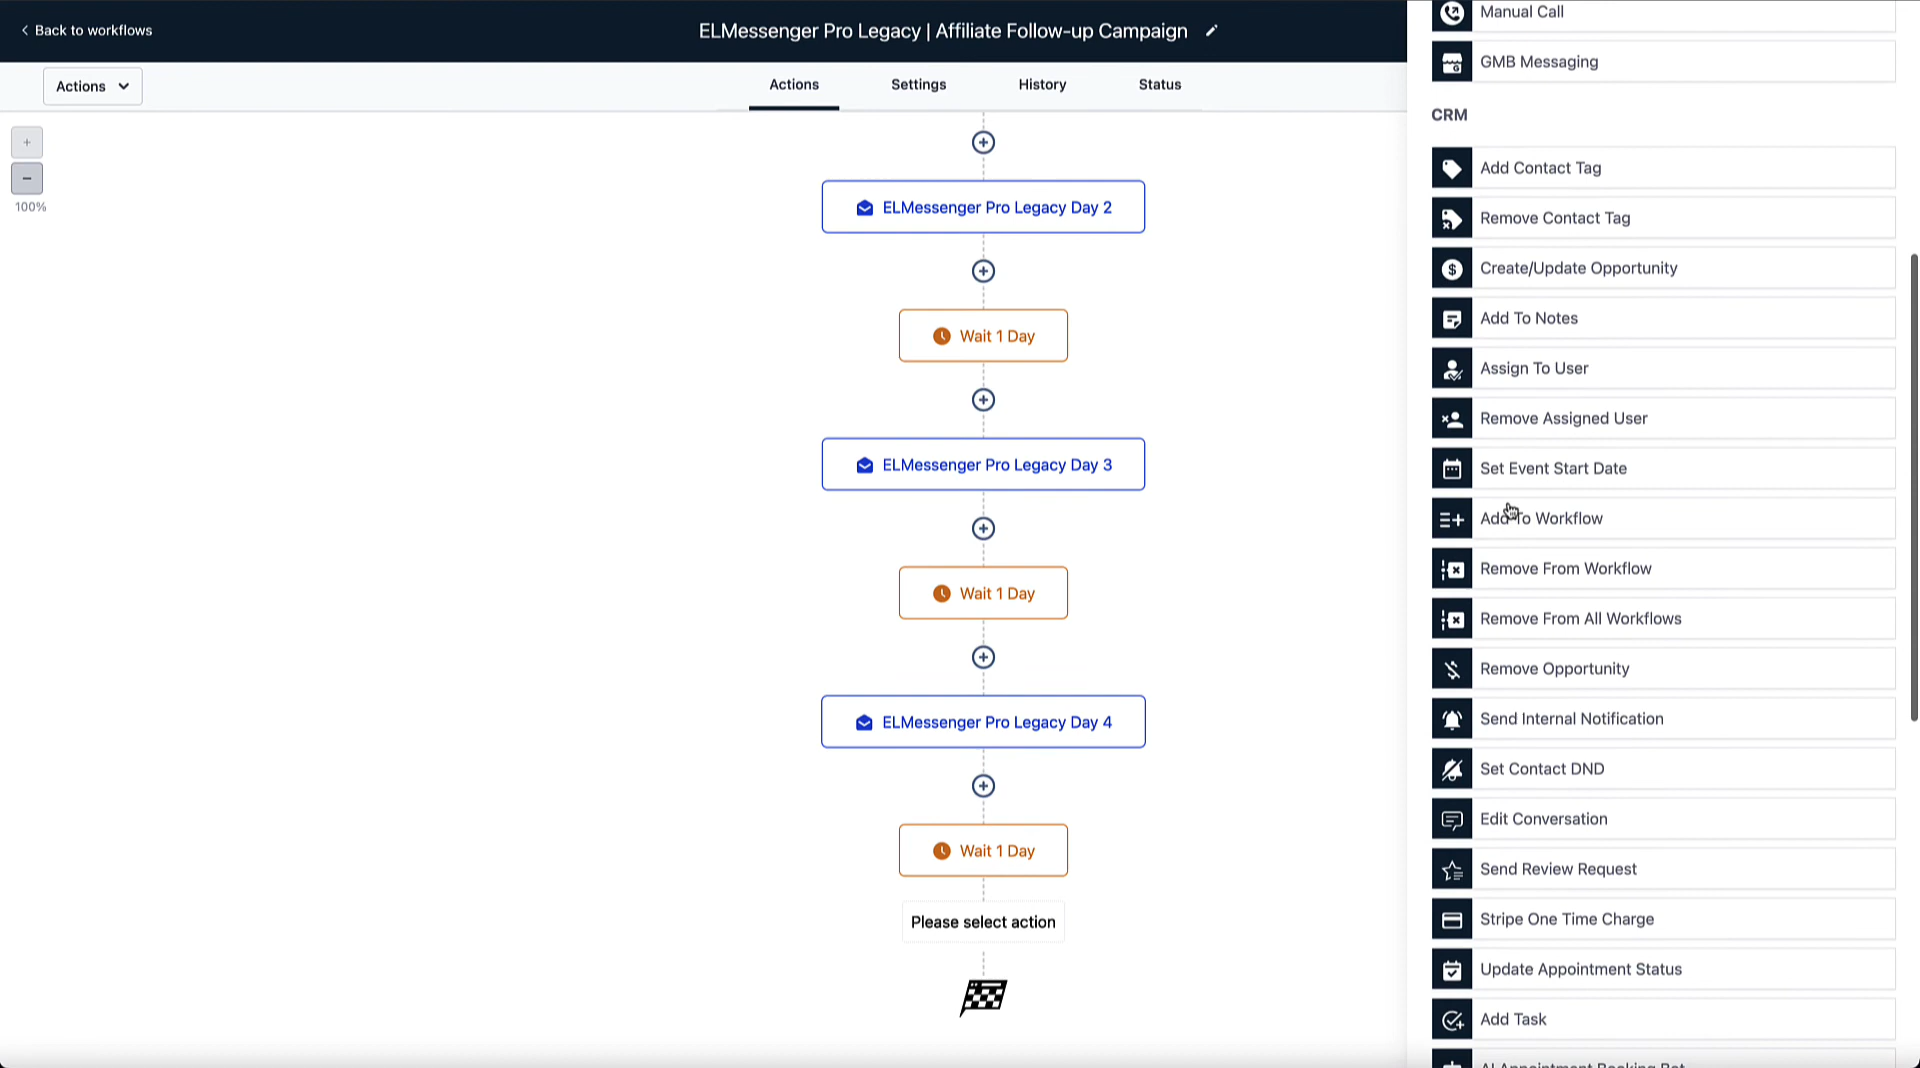 Back to workflows
ELMessenger Pro Legacy | Affiliate Follow-up Campaign
Actions
Actions
Settings
History
Status
+
−
100%
ELMessenger Pro Legacy Day 2
Wait 1 Day
ELMessenger Pro Legacy Day 3
Wait 1 Day
ELMessenger Pro Legacy Day 4
Wait 1 Day
Please select action
Manual Call
GMB Messaging
CRM
Add Contact Tag
Remove Contact Tag
Create/Update Opportunity
Add To Notes
Assign To User
Remove Assigned User
Set Event Start Date
Add To Workflow
Remove From Workflow
Remove From All Workflows
Remove Opportunity
Send Internal Notification
Set Contact DND
Edit Conversation
Send Review Request
Stripe One Time Charge
Update Appointment Status
Add Task
AI Appointment Booking Bot